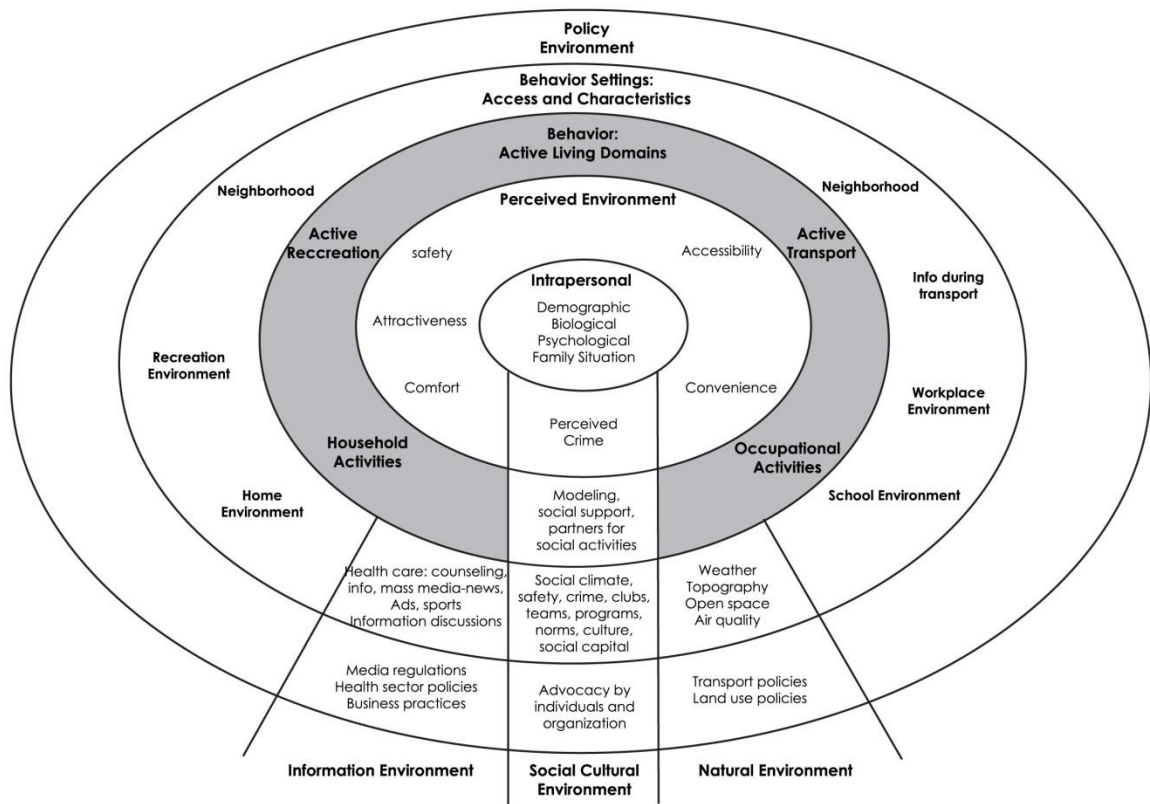 Policy
Environment
Behavior Settings:
Access and Characteristics
Behavior:
Active Living Domains
Neighborhood
Neighborhood
Perceived Environment
Active
Reccreation
safety
Accessibility
Active
Transport
Intrapersonal
Demographic
Biological
Psychological
Family Situation
Info during
transport
Attractiveness
Recreation
Environment
Comfort
Convenience
Workplace
Environment
Perceived
Crime
Household
Activities
Occupational
Activities
Home
Environment
School Environment
Modeling,
social support,
partners for
social activities
Health care: counseling,
info, mass media-news,
Ads, sports
Information discussions
Social climate,
safety, crime, clubs,
teams, programs,
norms, culture,
social capital
Weather
Topography
Open space
Air quality
Media regulations
Health sector policies
Business practices
Advocacy by
individuals and
organization
Transport policies
Land use policies
Information Environment
Social Cultural
Environment
Natural Environment